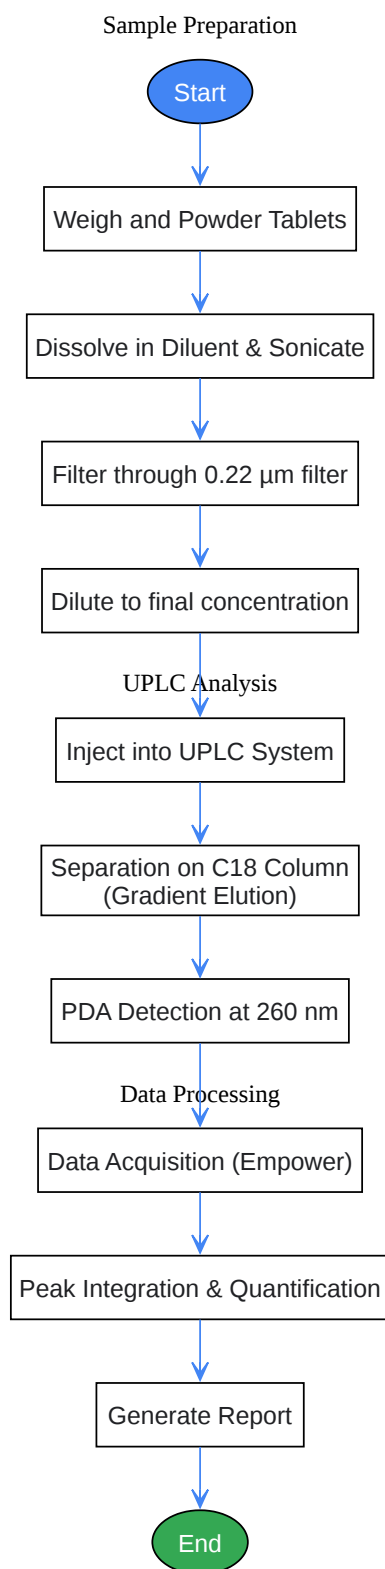 Sample Preparation
Start
Weigh and Powder Tablets
Dissolve in Diluent & Sonicate
Filter through 0.22 µm filter
Dilute to final concentration
UPLC Analysis
Inject into UPLC System
Separation on C18 Column
(Gradient Elution)
PDA Detection at 260 nm
Data Processing
Data Acquisition (Empower)
Peak Integration & Quantification
Generate Report
End